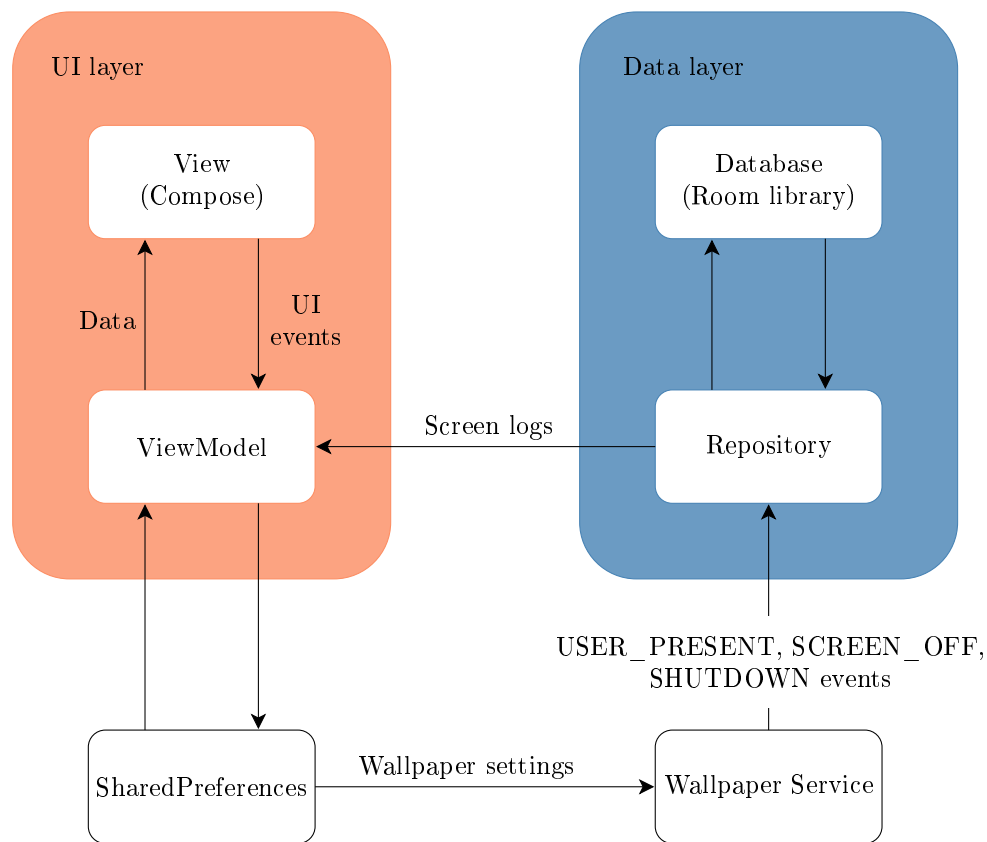 UI layer
Data layer
View
(Compose)
Database
(Room library)
Data
UI
events
Screen logs
ViewModel
Repository
USER_PRESENT, SCREEN_OFF,
SHUTDOWN events
Wallpaper settings
SharedPreferences
Wallpaper Service